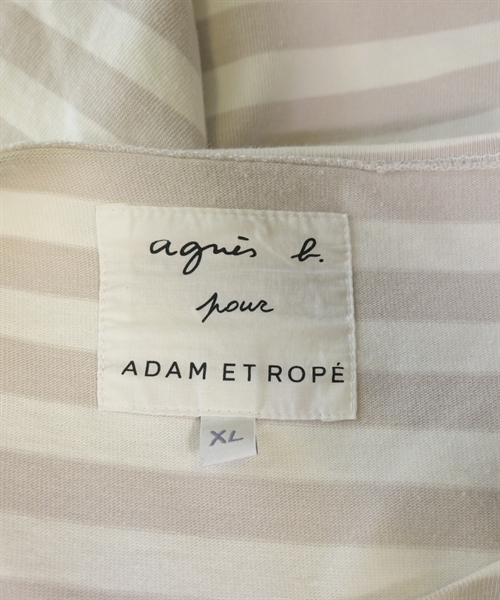 agnès b.
pour
ADAM ET ROPÉ
XL